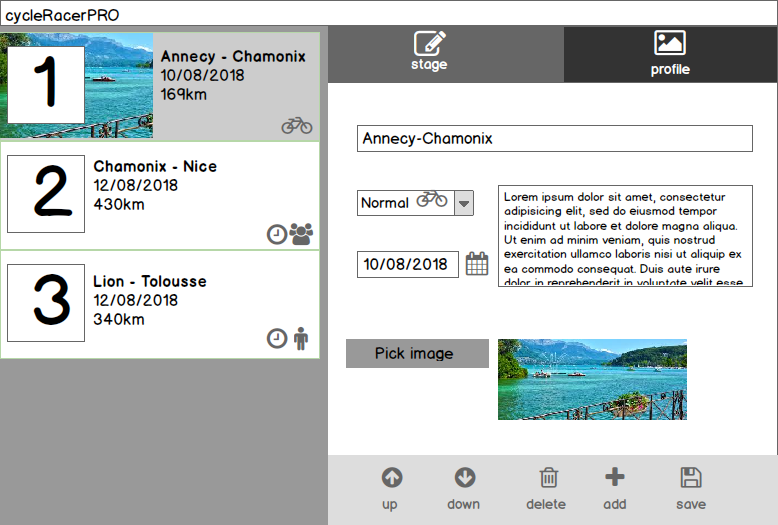 cycleRacerPRO
1
Annecy - Chamonix
10/08/2018
169km
2
Chamonix - Nice
12/08/2018
430km
3
Lion - Tolousse
12/08/2018
340km
stage
profile
Annecy-Chamonix
Normal
10/08/2018
Lorem ipsum dolor sit amet, consectetur
adipisicing elit, sed do eiusmod tempor
incididunt ut labore et dolore magna aliqua.
Ut enim ad minim veniam, quis nostrud
exercitation ullamco laboris nisi ut aliquip ex
ea commodo consequat. Duis aute irure
dolor in reprehenderit in voluptate velit esse
Pick image
up
down
delete
add
save